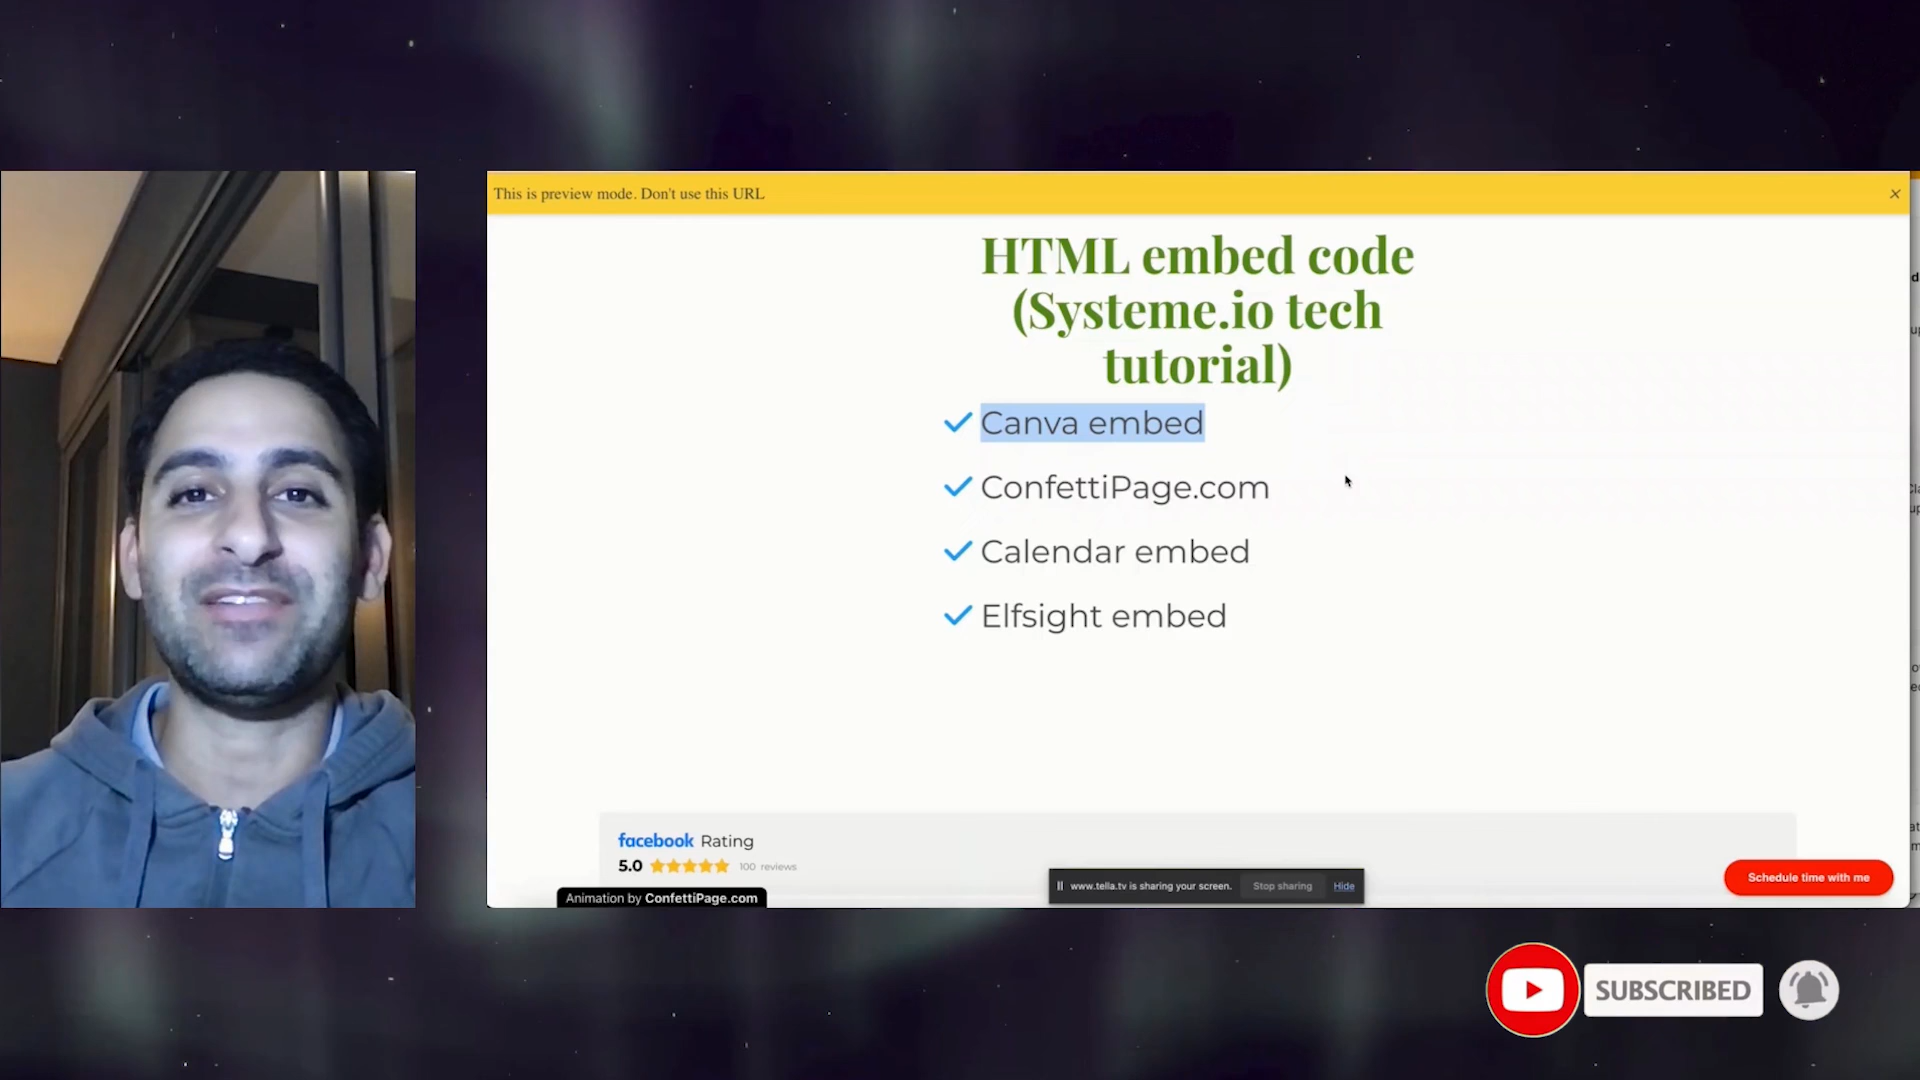 This is preview mode. Don't use this URL
HTML embed code
(Systeme.io tech
tutorial)
Canva embed
ConfettiPage.com
Calendar embed
Elfsight embed
facebook Rating
5.0 100 reviews
Animation by ConfettiPage.com
www.tella.tv is sharing your screen. Stop sharing Hide
Schedule time with me
SUBSCRIBED